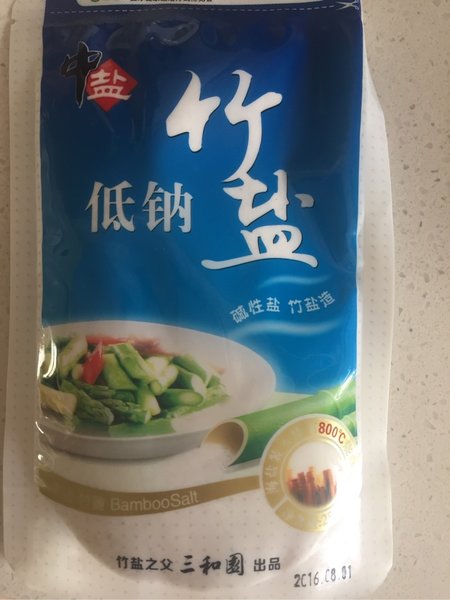 中盐
竹盐
低钠
碱性盐 竹盐造
800℃
BambooSalt
竹盐之父 三和園 出品
2016.08.01